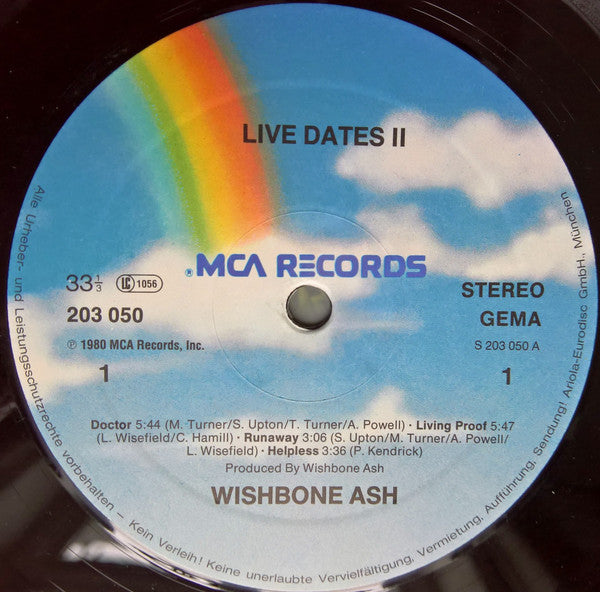 LIVE DATES II
® MCA RECORDS
33⅓ LC 1056
203 050
℗ 1980 MCA Records, Inc.
1
STEREO
GEMA
S 203 050 A
1
Doctor 5:44 (M. Turner/S. Upton/T. Turner/A. Powell) · Living Proof 5:47
(L. Wisefield/C. Hamill) · Runaway 3:06 (S. Upton/M. Turner/A. Powell/
L. Wisefield) · Helpless 3:36 (P. Kendrick)
Produced By Wishbone Ash
WISHBONE ASH
Alle Urheber- und Leistungsschutzrechte vorbehalten – Kein Verleih! Keine unerlaubte Vervielfältigung, Vermietung, Aufführung, Sendung! Ariola-Eurodisc GmbH., München